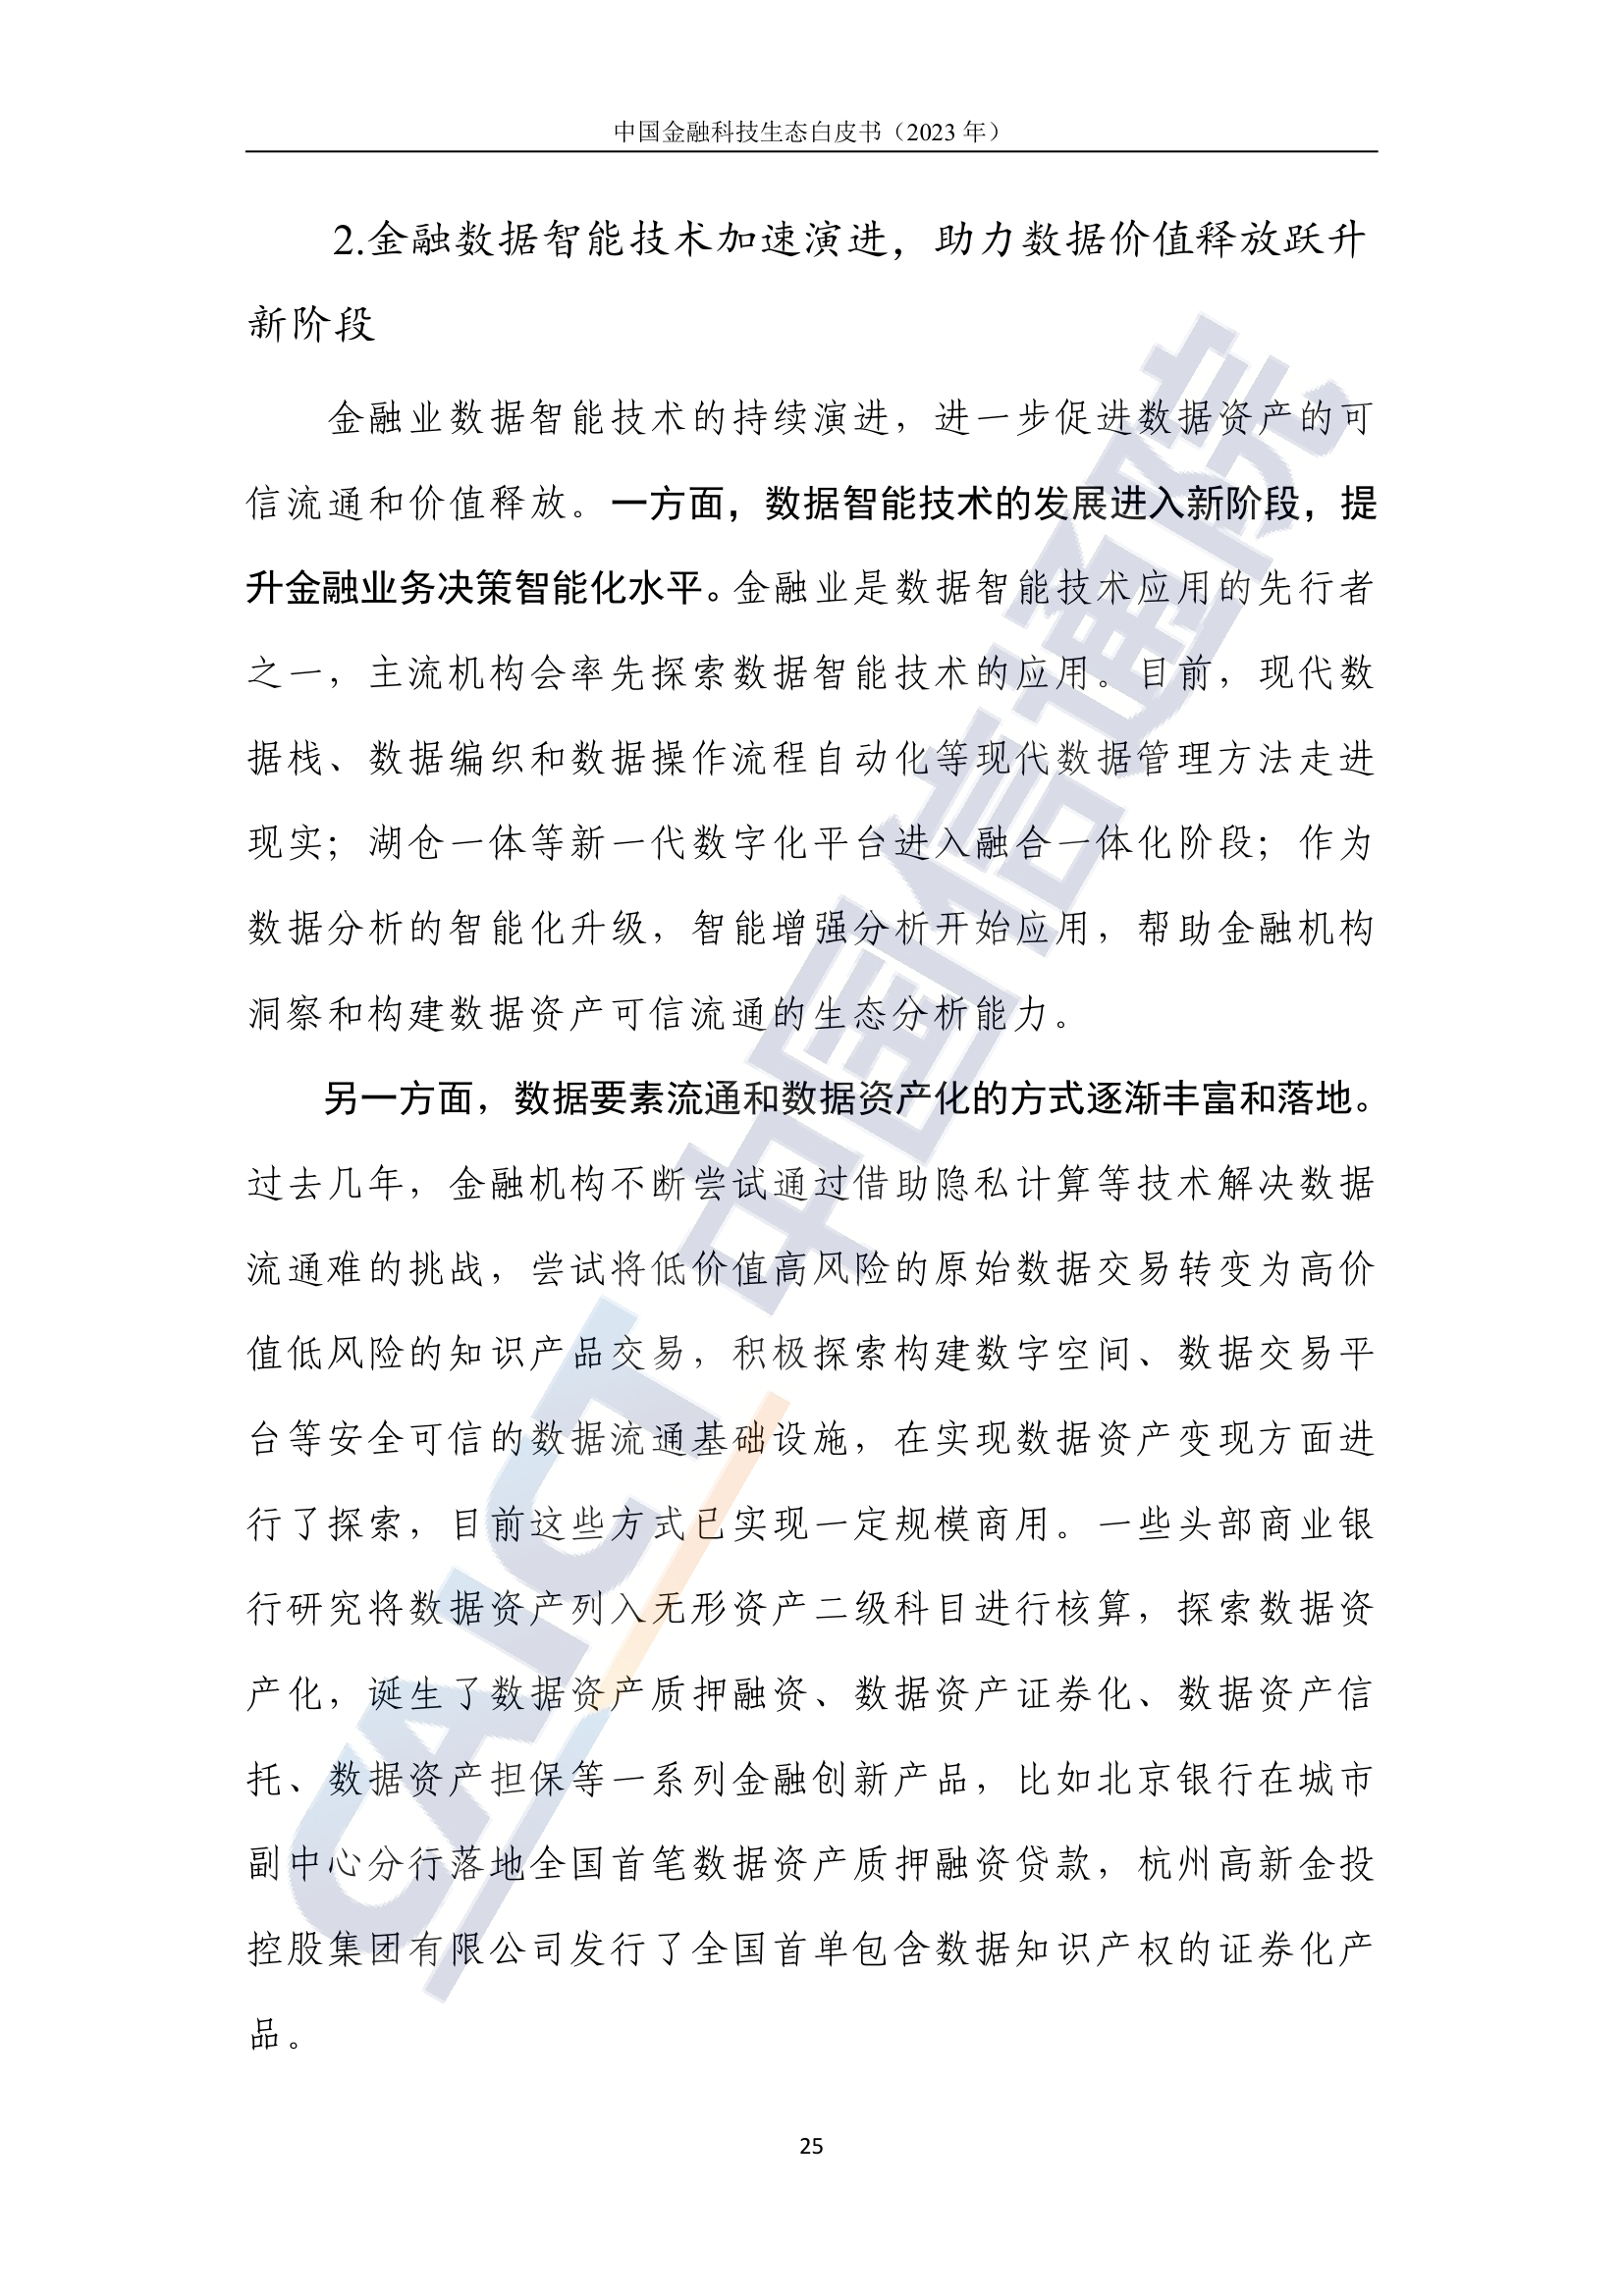 中国金融科技生态白皮书（2023 年）
2.金融数据智能技术加速演进，助力数据价值释放跃升
新阶段
金融业数据智能技术的持续演进，进一步促进数据资产的可
信流通和价值释放。一方面，数据智能技术的发展进入新阶段，提
升金融业务决策智能化水平。金融业是数据智能技术应用的先行者
之一，主流机构会率先探索数据智能技术的应用。目前，现代数
据栈、数据编织和数据操作流程自动化等现代数据管理方法走进
现实；湖仓一体等新一代数字化平台进入融合一体化阶段；作为
数据分析的智能化升级，智能增强分析开始应用，帮助金融机构
洞察和构建数据资产可信流通的生态分析能力。
另一方面，数据要素流通和数据资产化的方式逐渐丰富和落地。
过去几年，金融机构不断尝试通过借助隐私计算等技术解决数据
流通难的挑战，尝试将低价值高风险的原始数据交易转变为高价
值低风险的知识产品交易，积极探索构建数字空间、数据交易平
台等安全可信的数据流通基础设施，在实现数据资产变现方面进
行了探索，目前这些方式已实现一定规模商用。一些头部商业银
行研究将数据资产列入无形资产二级科目进行核算，探索数据资
产化，诞生了数据资产质押融资、数据资产证券化、数据资产信
托、数据资产担保等一系列金融创新产品，比如北京银行在城市
副中心分行落地全国首笔数据资产质押融资贷款，杭州高新金投
控股集团有限公司发行了全国首单包含数据知识产权的证券化产
品。
25
CAICT 中国信通院